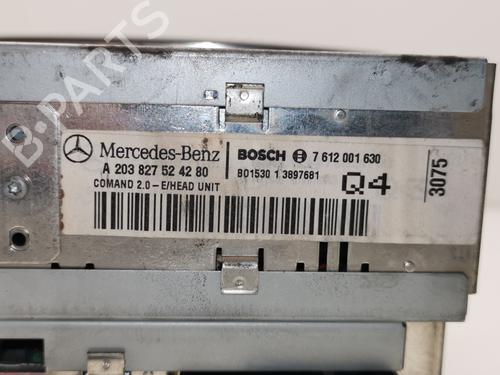 B-PARTS
Mercedes-Benz
A 203 827 52 42 80
COMAND 2.0-E/HEAD UNIT
BOSCH 7 612 001 630
BO1530 1 3897681
Q4
3075